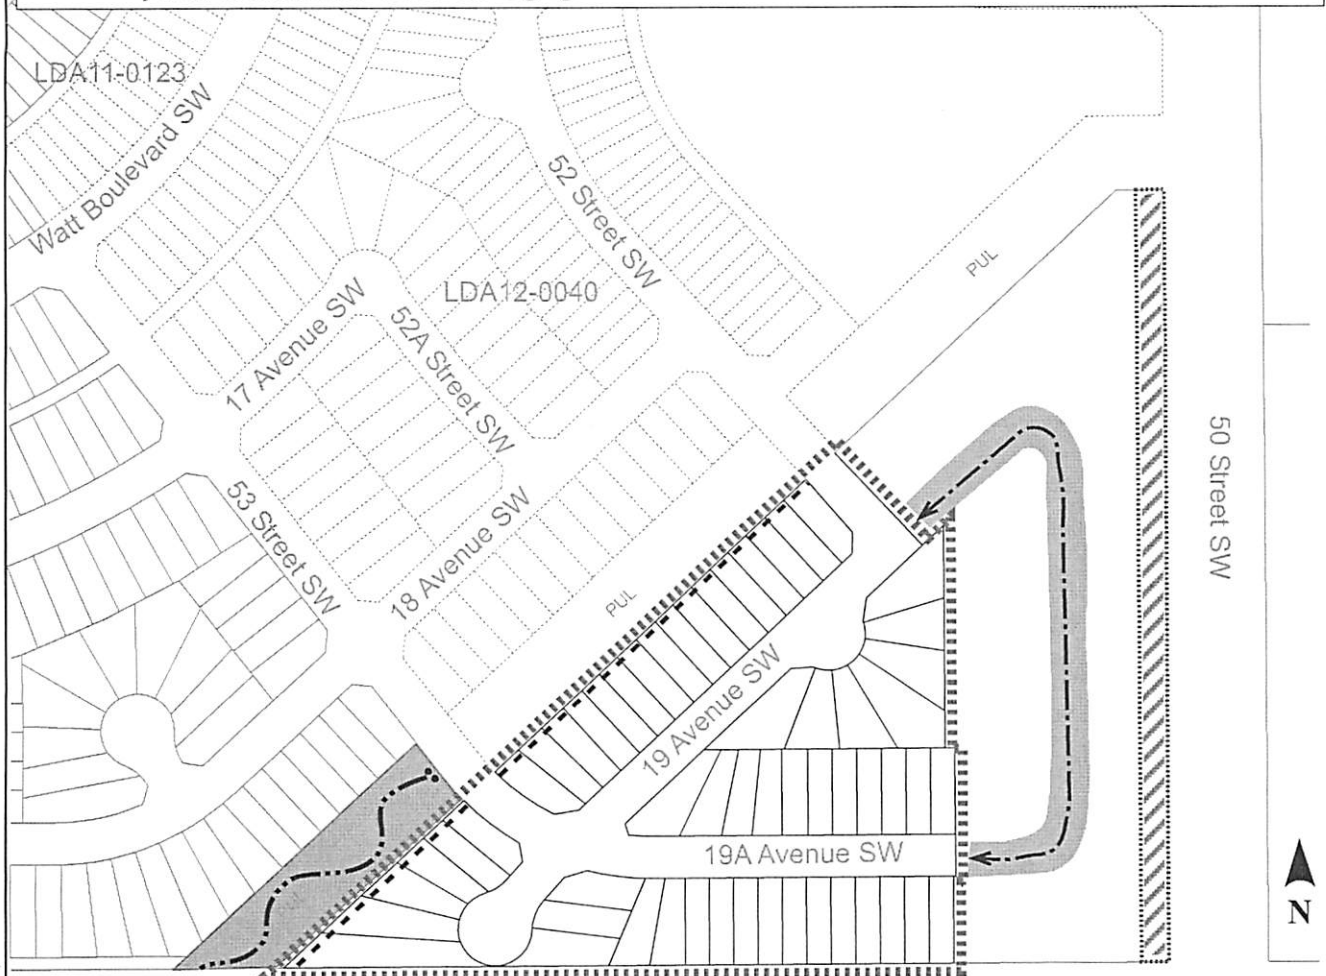 LDA11-0123
Watt Boulevard SW
52 Street SW
PUL
LDA12-0040
17 Avenue SW
52A Street SW
50 Street SW
53 Street SW
18 Avenue SW
PUL
19 Avenue SW
19A Avenue SW
N